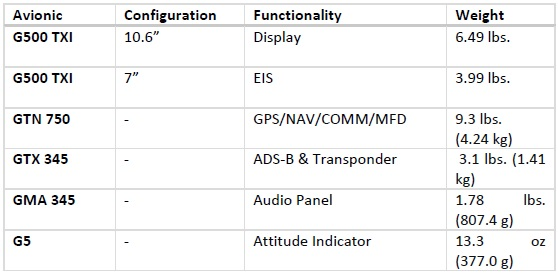 Avionic Configuration Functionality Weight
G500 TXI 10.6” Display 6.49 lbs.
G500 TXI 7” EIS 3.99 lbs.
GTN 750 - GPS/NAV/COMM/MFD 9.3 lbs.
(4.24 kg)
GTX 345 - ADS-B & Transponder 3.1 lbs. (1.41
kg)
GMA 345 - Audio Panel 1.78 lbs.
(807.4 g)
G5 - Attitude Indicator 13.3 oz
(377.0 g)